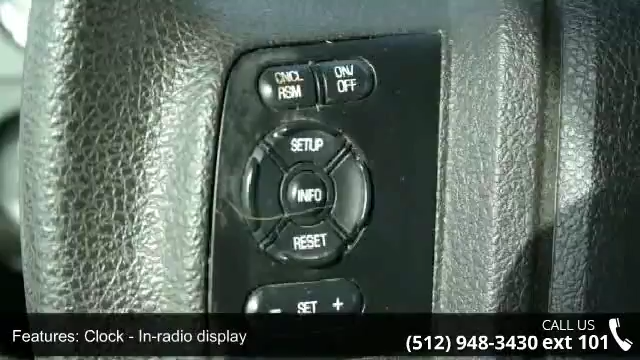 CNCL
RSM
ON/
OFF
SETUP
INFO
RESET
- SET +
Features: Clock - In-radio display
CALL US
(512) 948-3430 ext 101